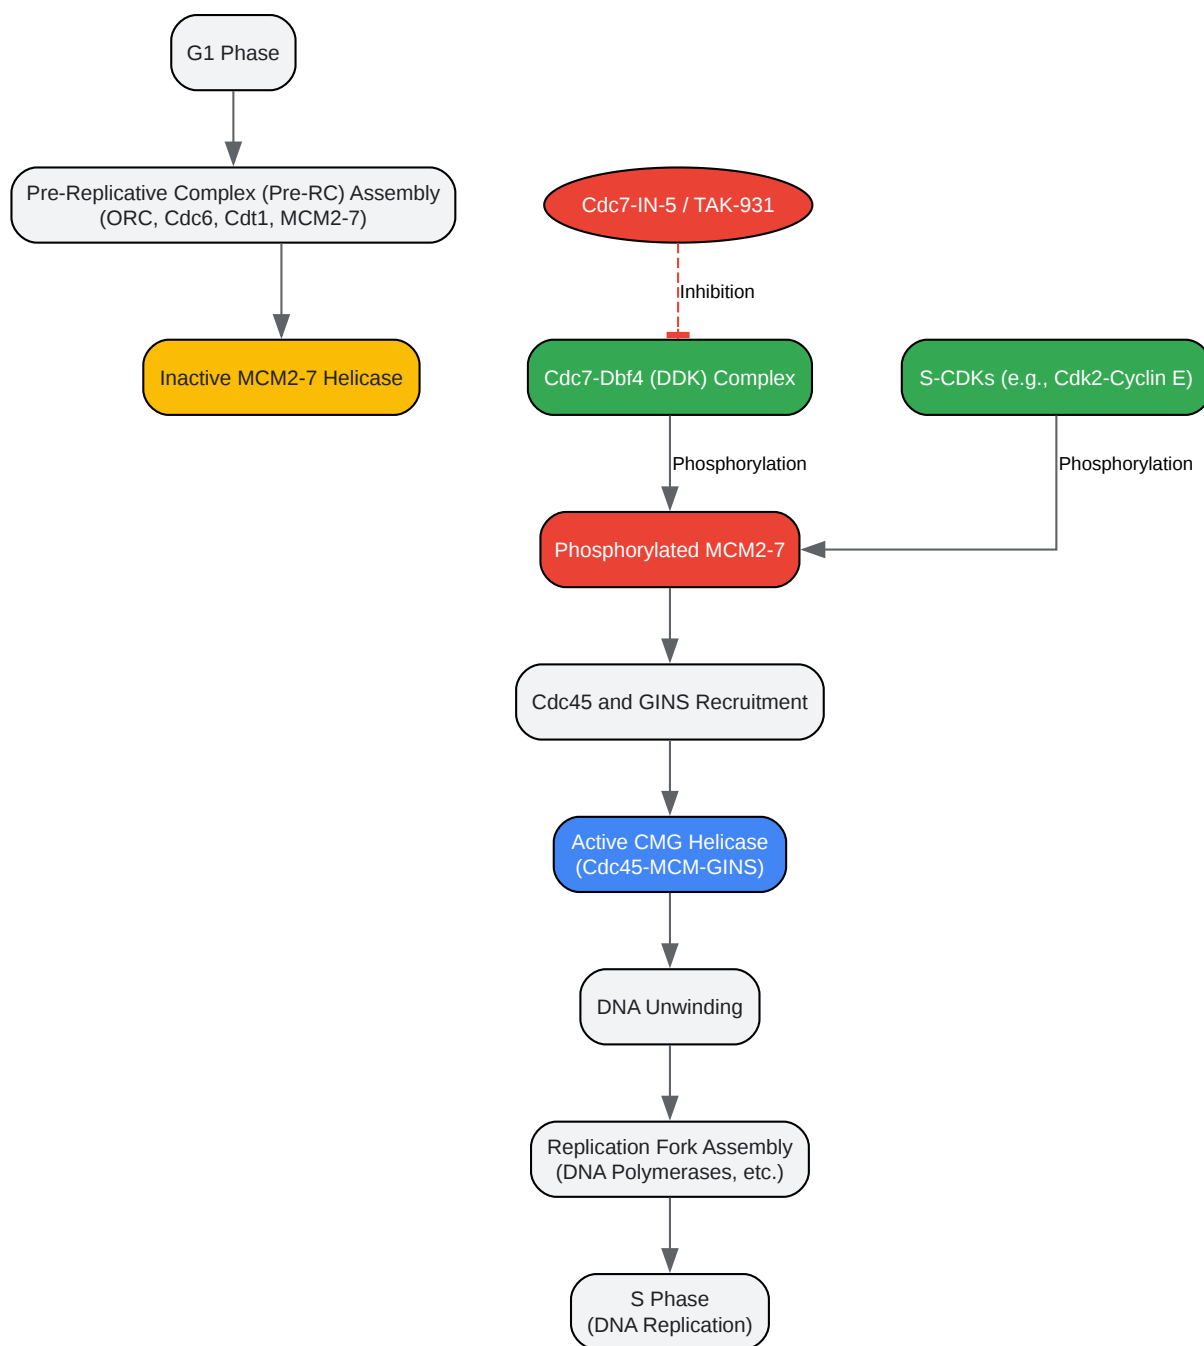 G1 Phase
Pre-Replicative Complex (Pre-RC) Assembly
(ORC, Cdc6, Cdt1, MCM2-7)
Cdc7-IN-5 / TAK-931
Inhibition
Inactive MCM2-7 Helicase
Cdc7-Dbf4 (DDK) Complex
S-CDKs (e.g., Cdk2-Cyclin E)
Phosphorylation
Phosphorylation
Phosphorylated MCM2-7
Cdc45 and GINS Recruitment
Active CMG Helicase
(Cdc45-MCM-GINS)
DNA Unwinding
Replication Fork Assembly
(DNA Polymerases, etc.)
S Phase
(DNA Replication)